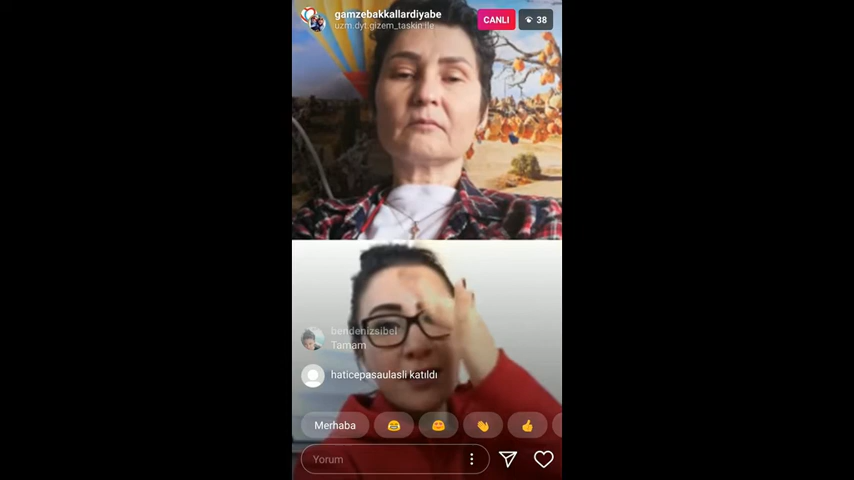 gamzebakkallardiyabe
uzm.dyt.gizem_taskin ile
CANLI
38
bendenizsibel
Tamam
haticepasaulasli katıldı
Merhaba
Yorum